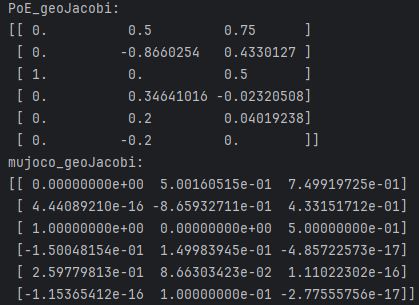 PoE_geoJacobi:
[[ 0.          0.5         0.75      ]
 [ 0.         -0.8660254   0.4330127 ]
 [ 1.          0.          0.5       ]
 [ 0.          0.34641016 -0.02320508]
 [ 0.          0.2         0.04019238]
 [ 0.         -0.2         0.        ]]
mujoco_geoJacobi:
[[ 0.00000000e+00  5.00160515e-01  7.49919725e-01]
 [ 4.44089210e-16 -8.65932711e-01  4.33151712e-01]
 [ 1.00000000e+00  0.00000000e+00  5.00000000e-01]
 [-1.50048154e-01  1.49983945e-01 -4.85722573e-17]
 [ 2.59779813e-01  8.66303423e-02  1.11022302e-16]
 [-1.15365412e-16  1.00000000e-01 -2.77555756e-17]]